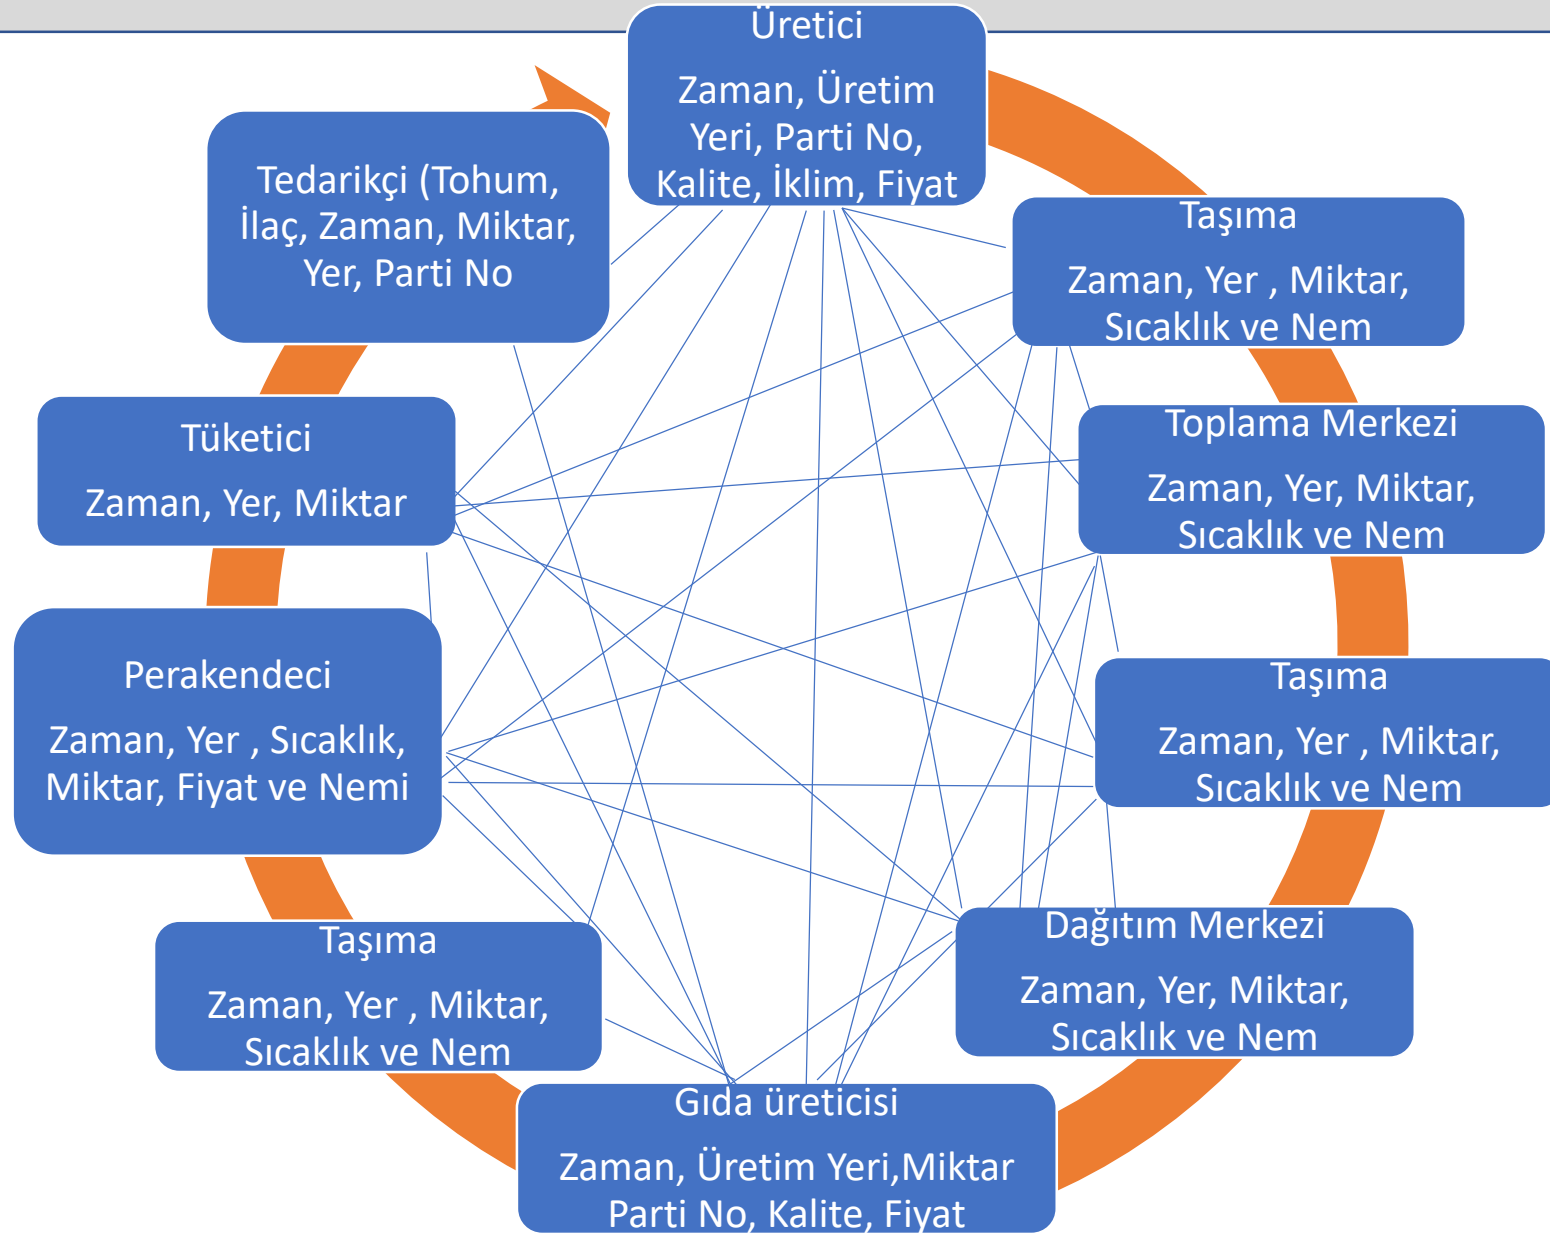 Üretici
Zaman, Üretim
Yeri, Parti No,
Kalite, İklim, Fiyat
Taşıma
Zaman, Yer , Miktar,
Sıcaklık ve Nem
Toplama Merkezi
Zaman, Yer, Miktar,
Sıcaklık ve Nem
Taşıma
Zaman, Yer , Miktar,
Sıcaklık ve Nem
Dağıtım Merkezi
Zaman, Yer, Miktar,
Sıcaklık ve Nem
Gıda üreticisi
Zaman, Üretim Yeri,Miktar
Parti No, Kalite, Fiyat
Taşıma
Zaman, Yer , Miktar,
Sıcaklık ve Nem
Perakendeci
Zaman, Yer , Sıcaklık,
Miktar, Fiyat ve Nemi
Tüketici
Zaman, Yer, Miktar
Tedarikçi (Tohum,
İlaç, Zaman, Miktar,
Yer, Parti No